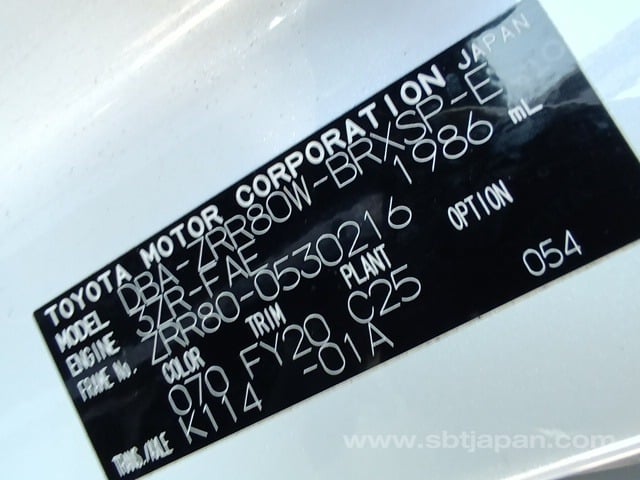 TOYOTA MOTOR CORPORATION JAPAN
MODEL DBA-ZRR80W-BRXSP-E
ENGINE 3ZR-FAE 1986 mL
FRAME No. ZRR80-0530216
COLOR TRIM PLANT OPTION
070 FY20 C25 054
TRANS./AXLE K114 -01A
www.sbtjapan.com